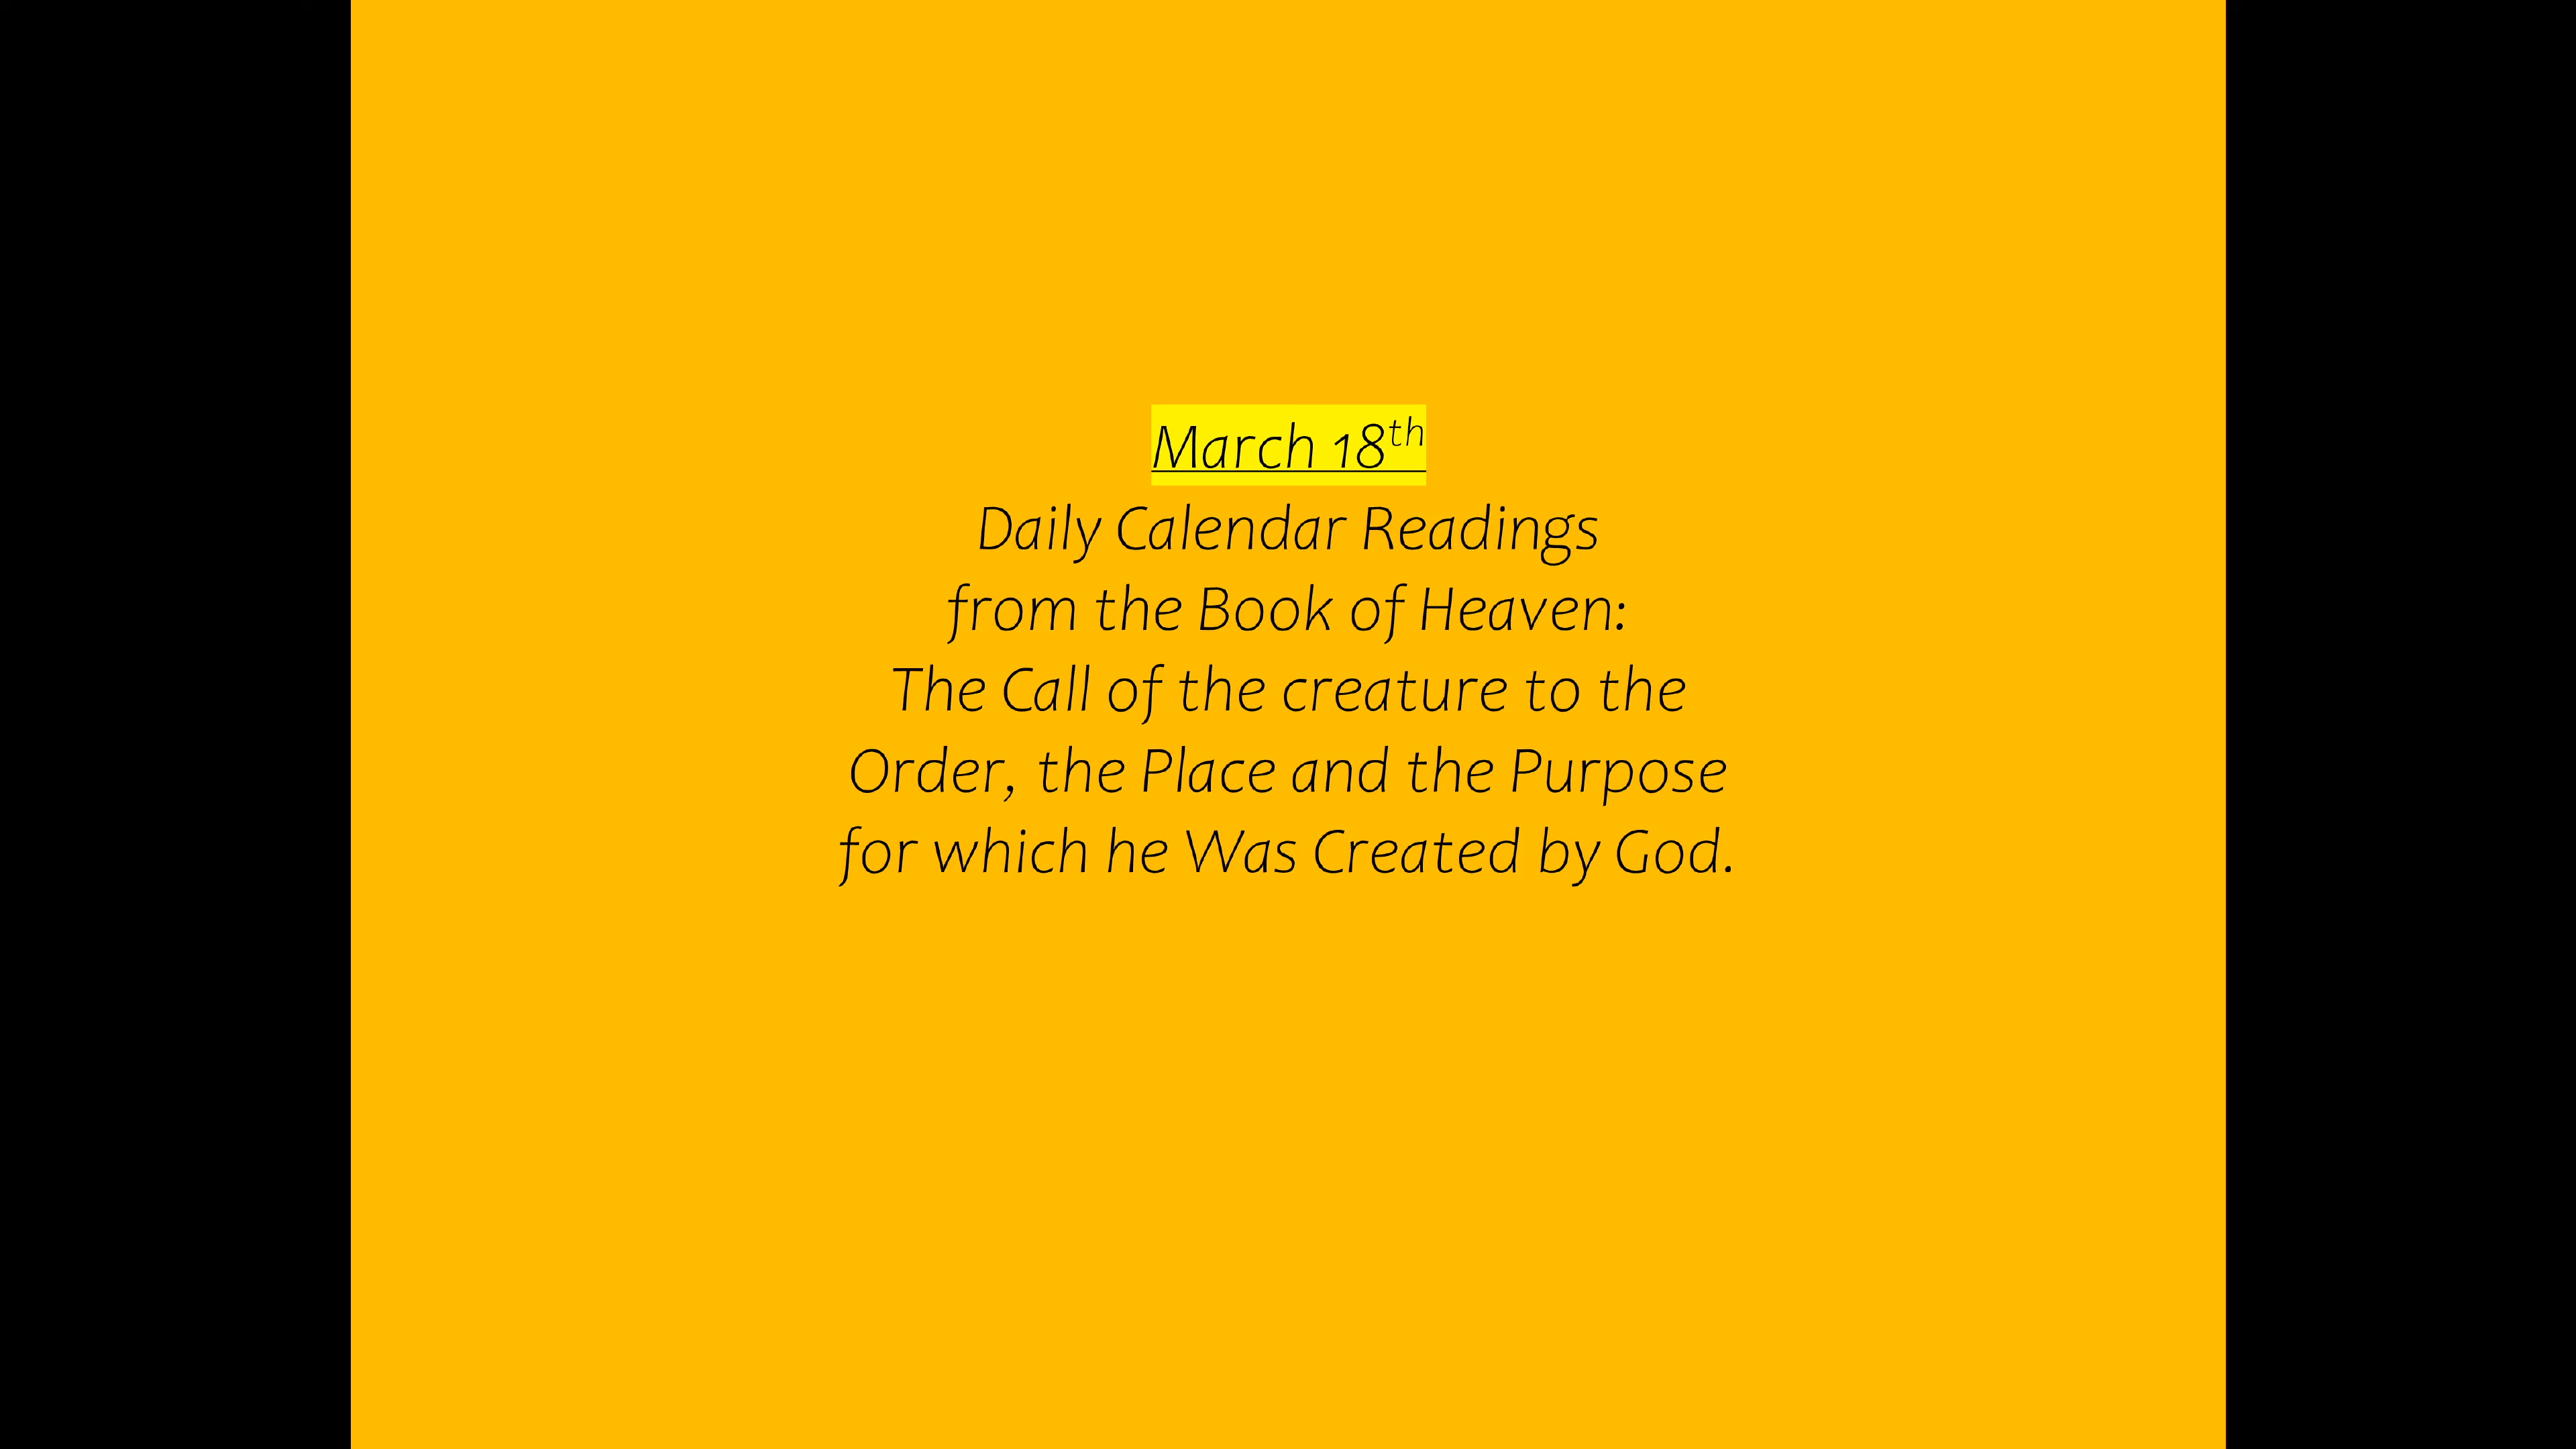 March 18th
Daily Calendar Readings
from the Book of Heaven:
The Call of the creature to the
Order, the Place and the Purpose
for which he Was Created by God.